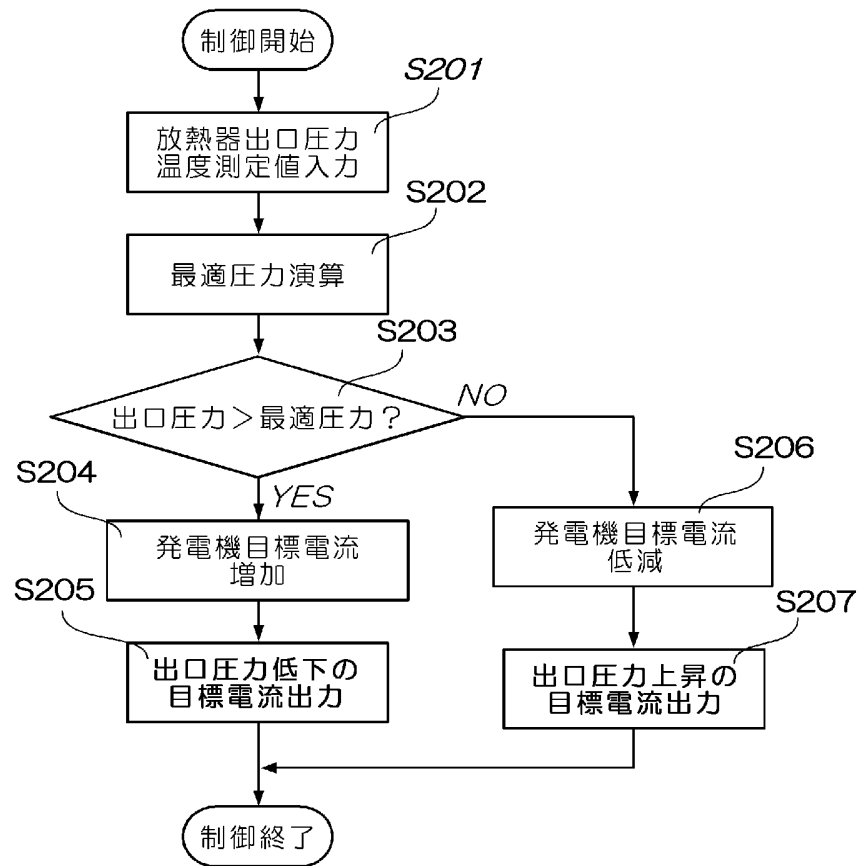 制御開始
S201
放熱器出口圧力
温度測定値入力
S202
最適圧力演算
S203
出口圧力＞最適圧力？
NO
YES
S204
発電機目標電流
増加
S205
出口圧力低下の
目標電流出力
S206
発電機目標電流
低減
S207
出口圧力上昇の
目標電流出力
制御終了